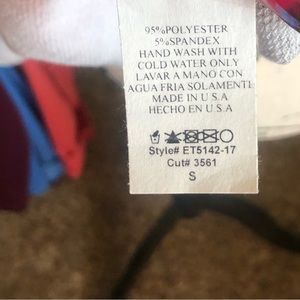 95%POLYESTER
5%SPANDEX
HAND WASH WITH
COLD WATER ONLY
LAVAR A MANO CON
AGUA FRIA SOLAMENTE
MADE IN U.S.A
HECHO EN U.S.A
Style# ET5142-17
Cut# 3561
S